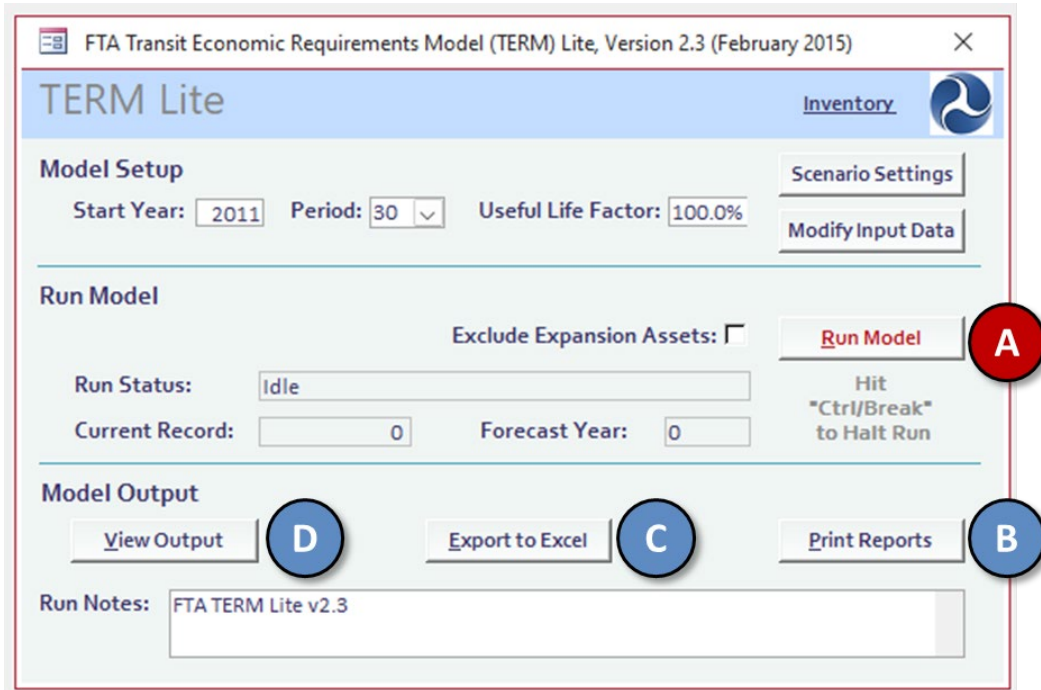 FTA Transit Economic Requirements Model (TERM) Lite, Version 2.3 (February 2015)
TERM Lite
Inventory
Model Setup
Scenario Settings
Start Year: 2011 Period: 30 Useful Life Factor: 100.0%
Modify Input Data
Run Model
Exclude Expansion Assets:
Run Model
A
Run Status: Idle
Hit
"Ctrl/Break"
to Halt Run
Current Record: 0 Forecast Year: 0
Model Output
View Output D Export to Excel C Print Reports B
Run Notes: FTA TERM Lite v2.3